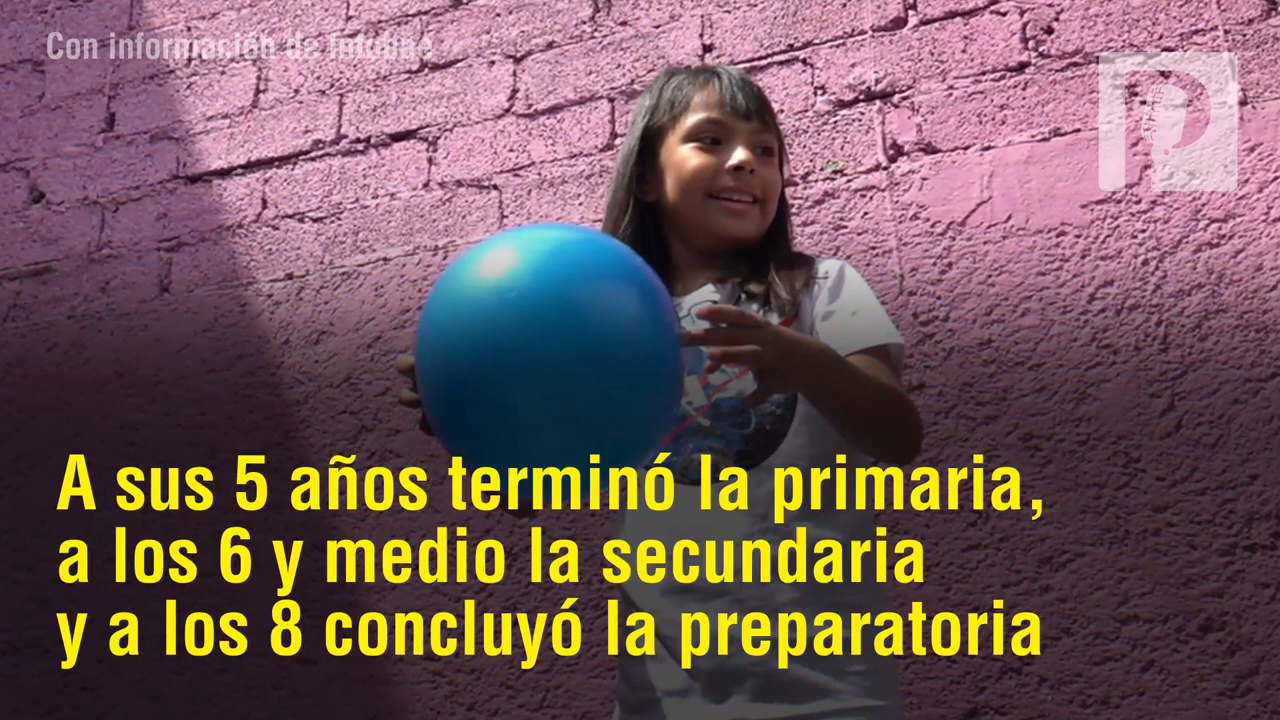 Con información de Infobae
A sus 5 años terminó la primaria,
a los 6 y medio la secundaria
y a los 8 concluyó la preparatoria